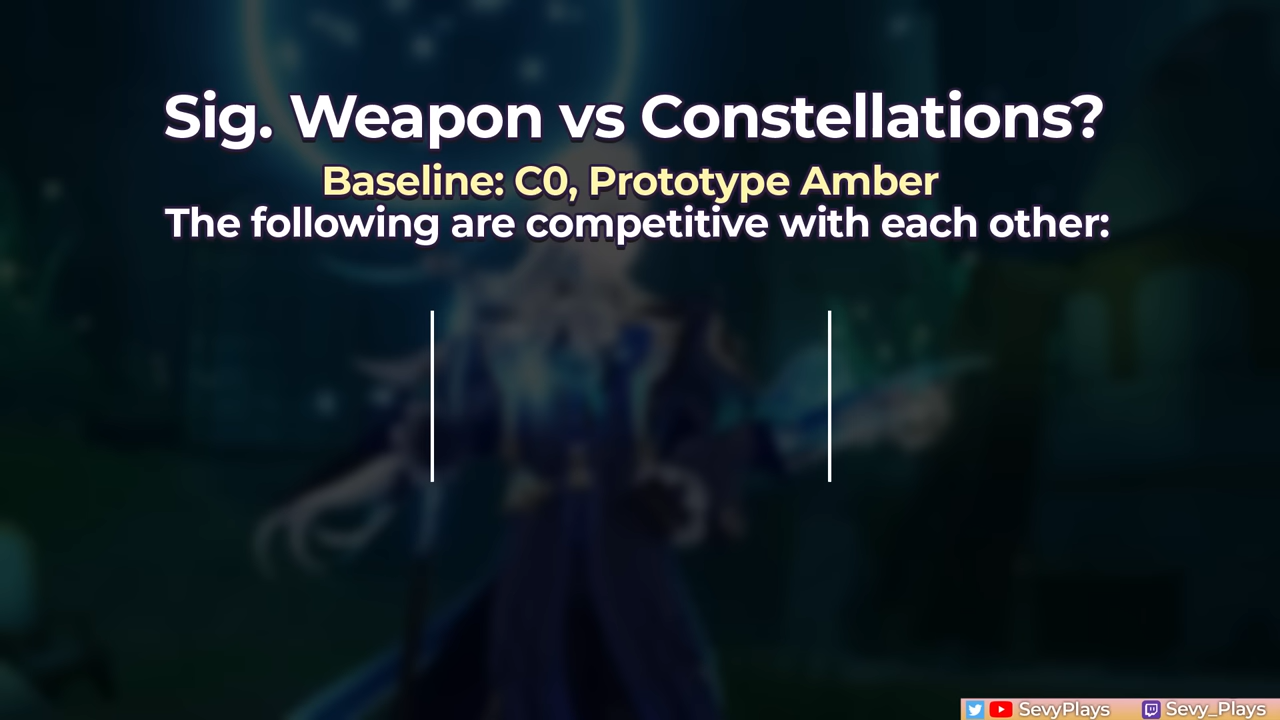 Sig. Weapon vs Constellations?
Baseline: C0, Prototype Amber
The following are competitive with each other:
SevyPlays Sevy_Plays